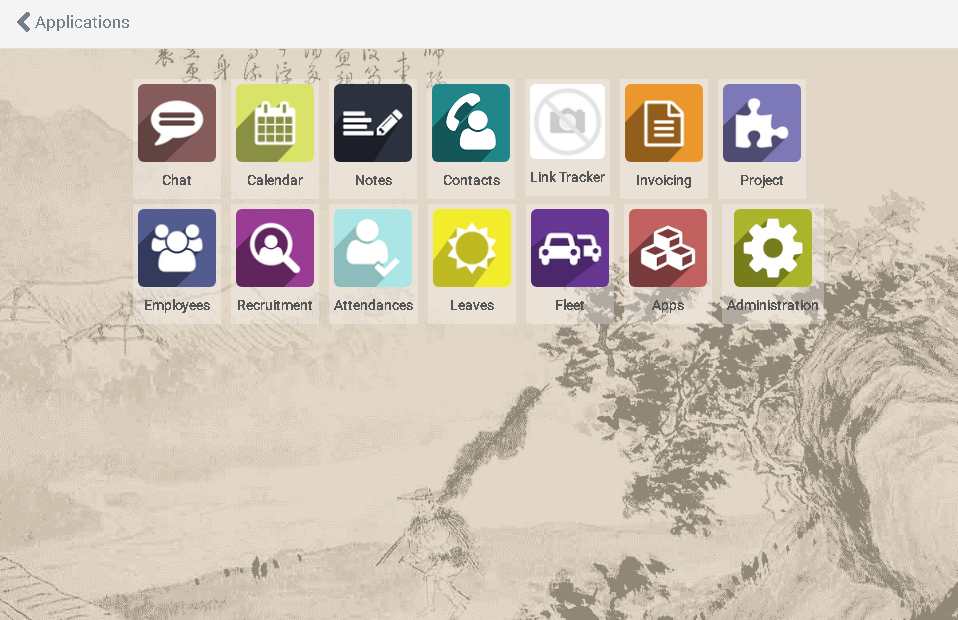 Applications
Chat
Calendar
Notes
Contacts
Link Tracker
Invoicing
Project
Employees
Recruitment
Attendances
Leaves
Fleet
Apps
Administration